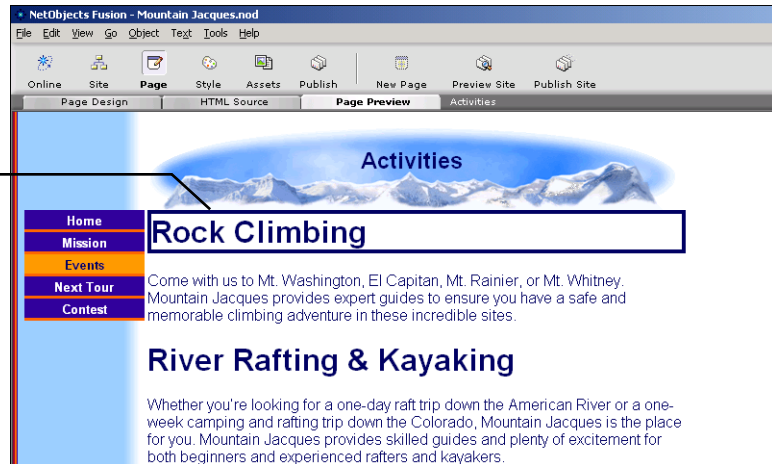 NetObjects Fusion - Mountain Jacques.nod
File Edit View Go Object Text Tools Help
Online Site Page Style Assets Publish New Page Preview Site Publish Site
Page Design HTML Source Page Preview Activities
Activities
Home
Mission
Events
Next Tour
Contest
Rock Climbing
Come with us to Mt. Washington, El Capitan, Mt. Rainier, or Mt. Whitney.
Mountain Jacques provides expert guides to ensure you have a safe and
memorable climbing adventure in these incredible sites.
River Rafting & Kayaking
Whether you're looking for a one-day raft trip down the American River or a one-
week camping and rafting trip down the Colorado, Mountain Jacques is the place
for you. Mountain Jacques provides skilled guides and plenty of excitement for
both beginners and experienced rafters and kayakers.